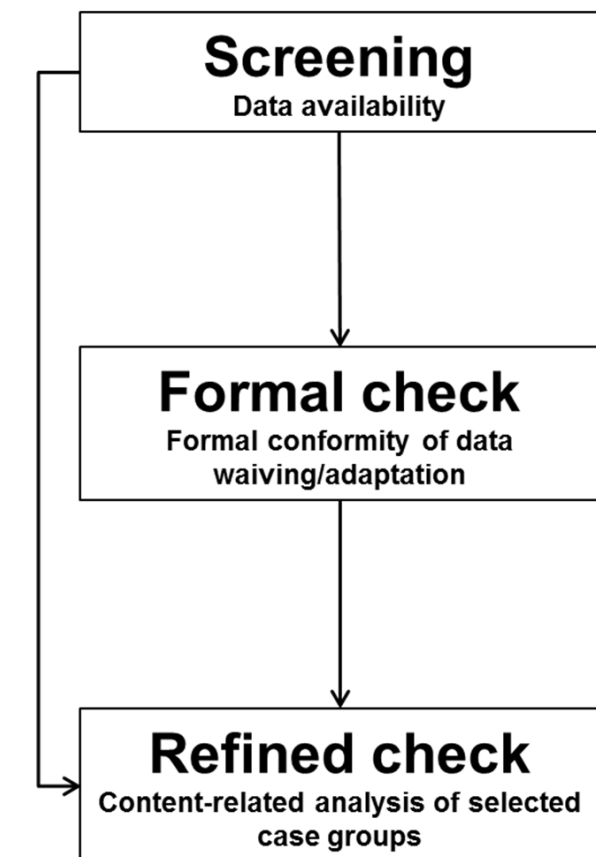 Screening
Data availability
Formal check
Formal conformity of data
waiving/adaptation
Refined check
Content-related analysis of selected
case groups